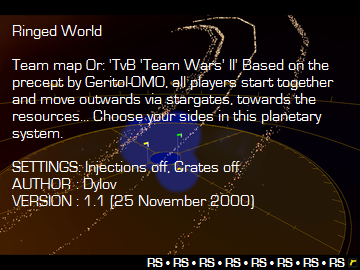 Ringed World
Team map Or: 'TvB 'Team Wars' II' Based on the
precept by Geritol-OMO, all players start together
and move outwards via stargates, towards the
resources... Choose your sides in this planetary
system.
SETTINGS: Injections off, Crates off
AUTHOR : Dylov
VERSION : 1.1 (25 November 2000)
RS • RS • RS • RS • RS • RS • RS • RS r